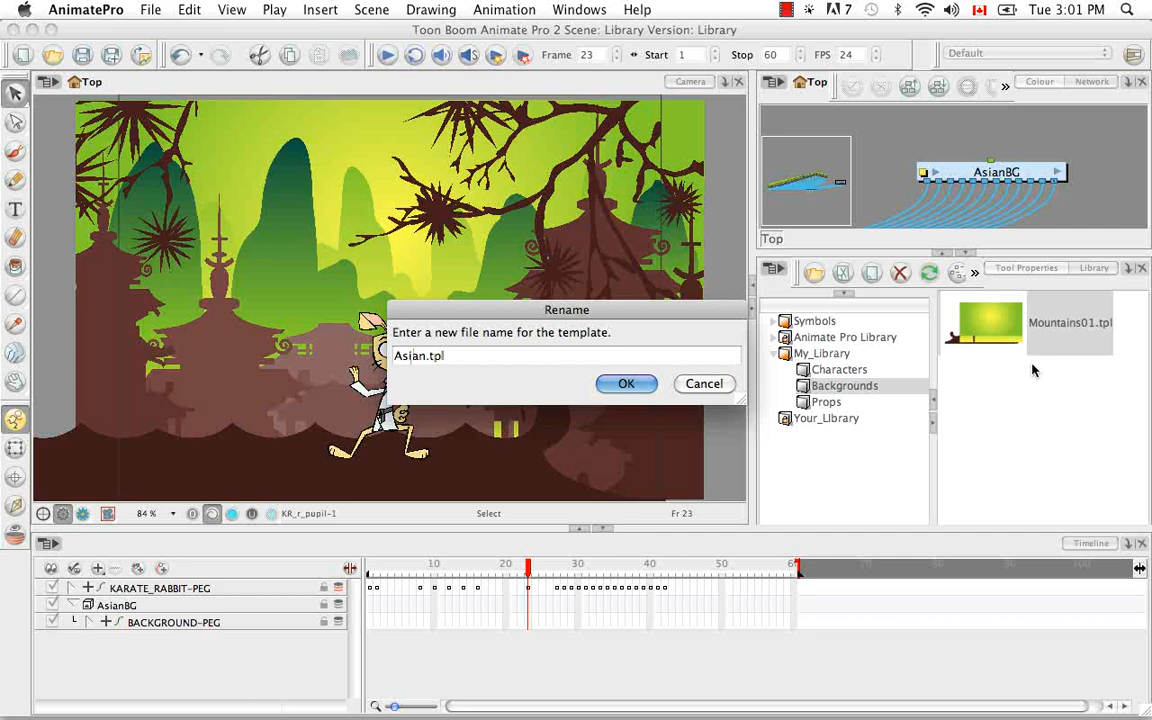 AnimatePro File Edit View Play Insert Scene Drawing Animation Windows Help 7 Tue 3:01 PM
Toon Boom Animate Pro 2 Scene: Library Version: Library
Frame 23 Start 1 Stop 60 FPS 24 Default
Top Camera
Top Colour Network
AsianBG
Top
Tool Properties Library
Symbols
Animate Pro Library
My_Library
Characters
Backgrounds
Props
Your_LIbrary
Mountains01.tpl
Rename
Enter a new file name for the template.
Asian.tpl
OK Cancel
84 % KR_r_pupil-1 Select Fr 23
Timeline
10 20 30 40 50 60 100
KARATE_RABBIT-PEG
AsianBG
BACKGROUND-PEG